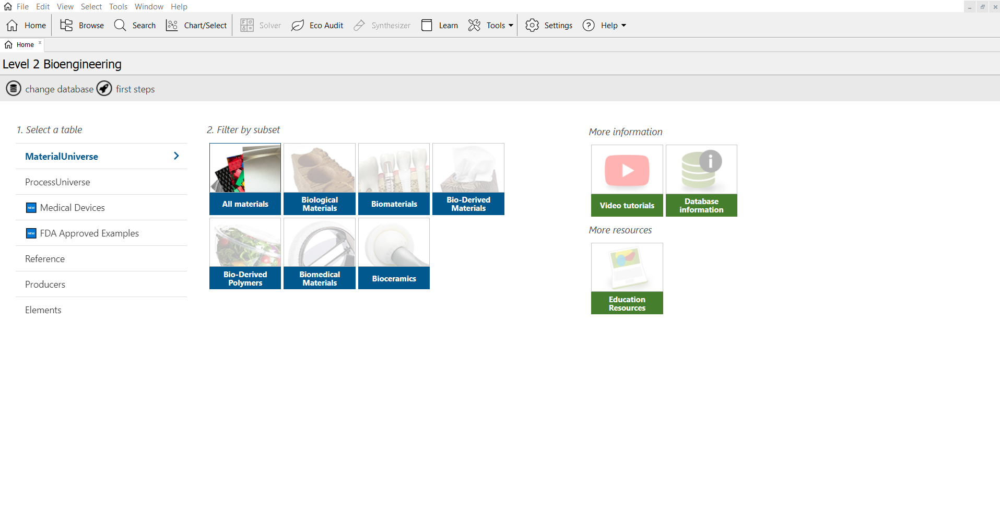 File Edit View Select Tools Window Help
Home Browse Search Chart/Select Solver Eco Audit Synthesizer Learn Tools Settings Help
Home
Level 2 Bioengineering
change database first steps
1. Select a table
MaterialUniverse
ProcessUniverse
NEW Medical Devices
NEW FDA Approved Examples
Reference
Producers
Elements
2. Filter by subset
All materials
Biological
Materials
Biomaterials
Bio-Derived
Materials
Bio-Derived
Polymers
Biomedical
Materials
Bioceramics
More information
Video tutorials
Database
information
More resources
Education
Resources